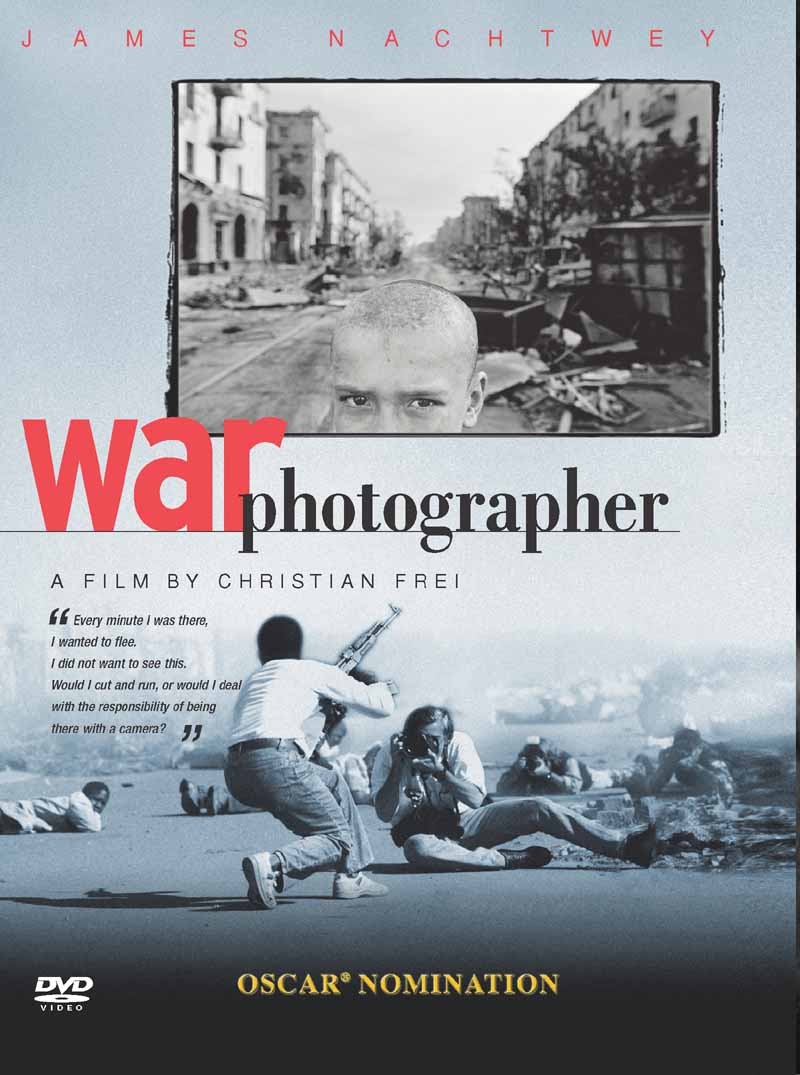 JAMES NACHTWEY
war
photographer
A FILM BY CHRISTIAN FREI
“ Every minute I was there,
I wanted to flee.
I did not want to see this.
Would I cut and run, or would I deal
with the responsibility of being
there with a camera? ”
DVD
VIDEO
OSCAR® NOMINATION